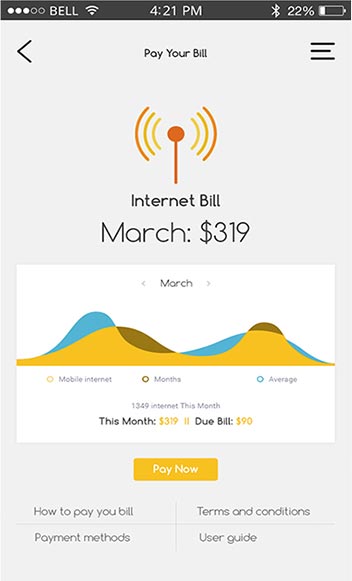 BELL 4:21 PM 22%
Pay Your Bill
Internet Bill
March: $319
March
Mobile internet Months Average
1349 internet This Month
This Month: $319 II Due Bill: $90
Pay Now
How to pay you bill Terms and conditions
Payment methods User guide